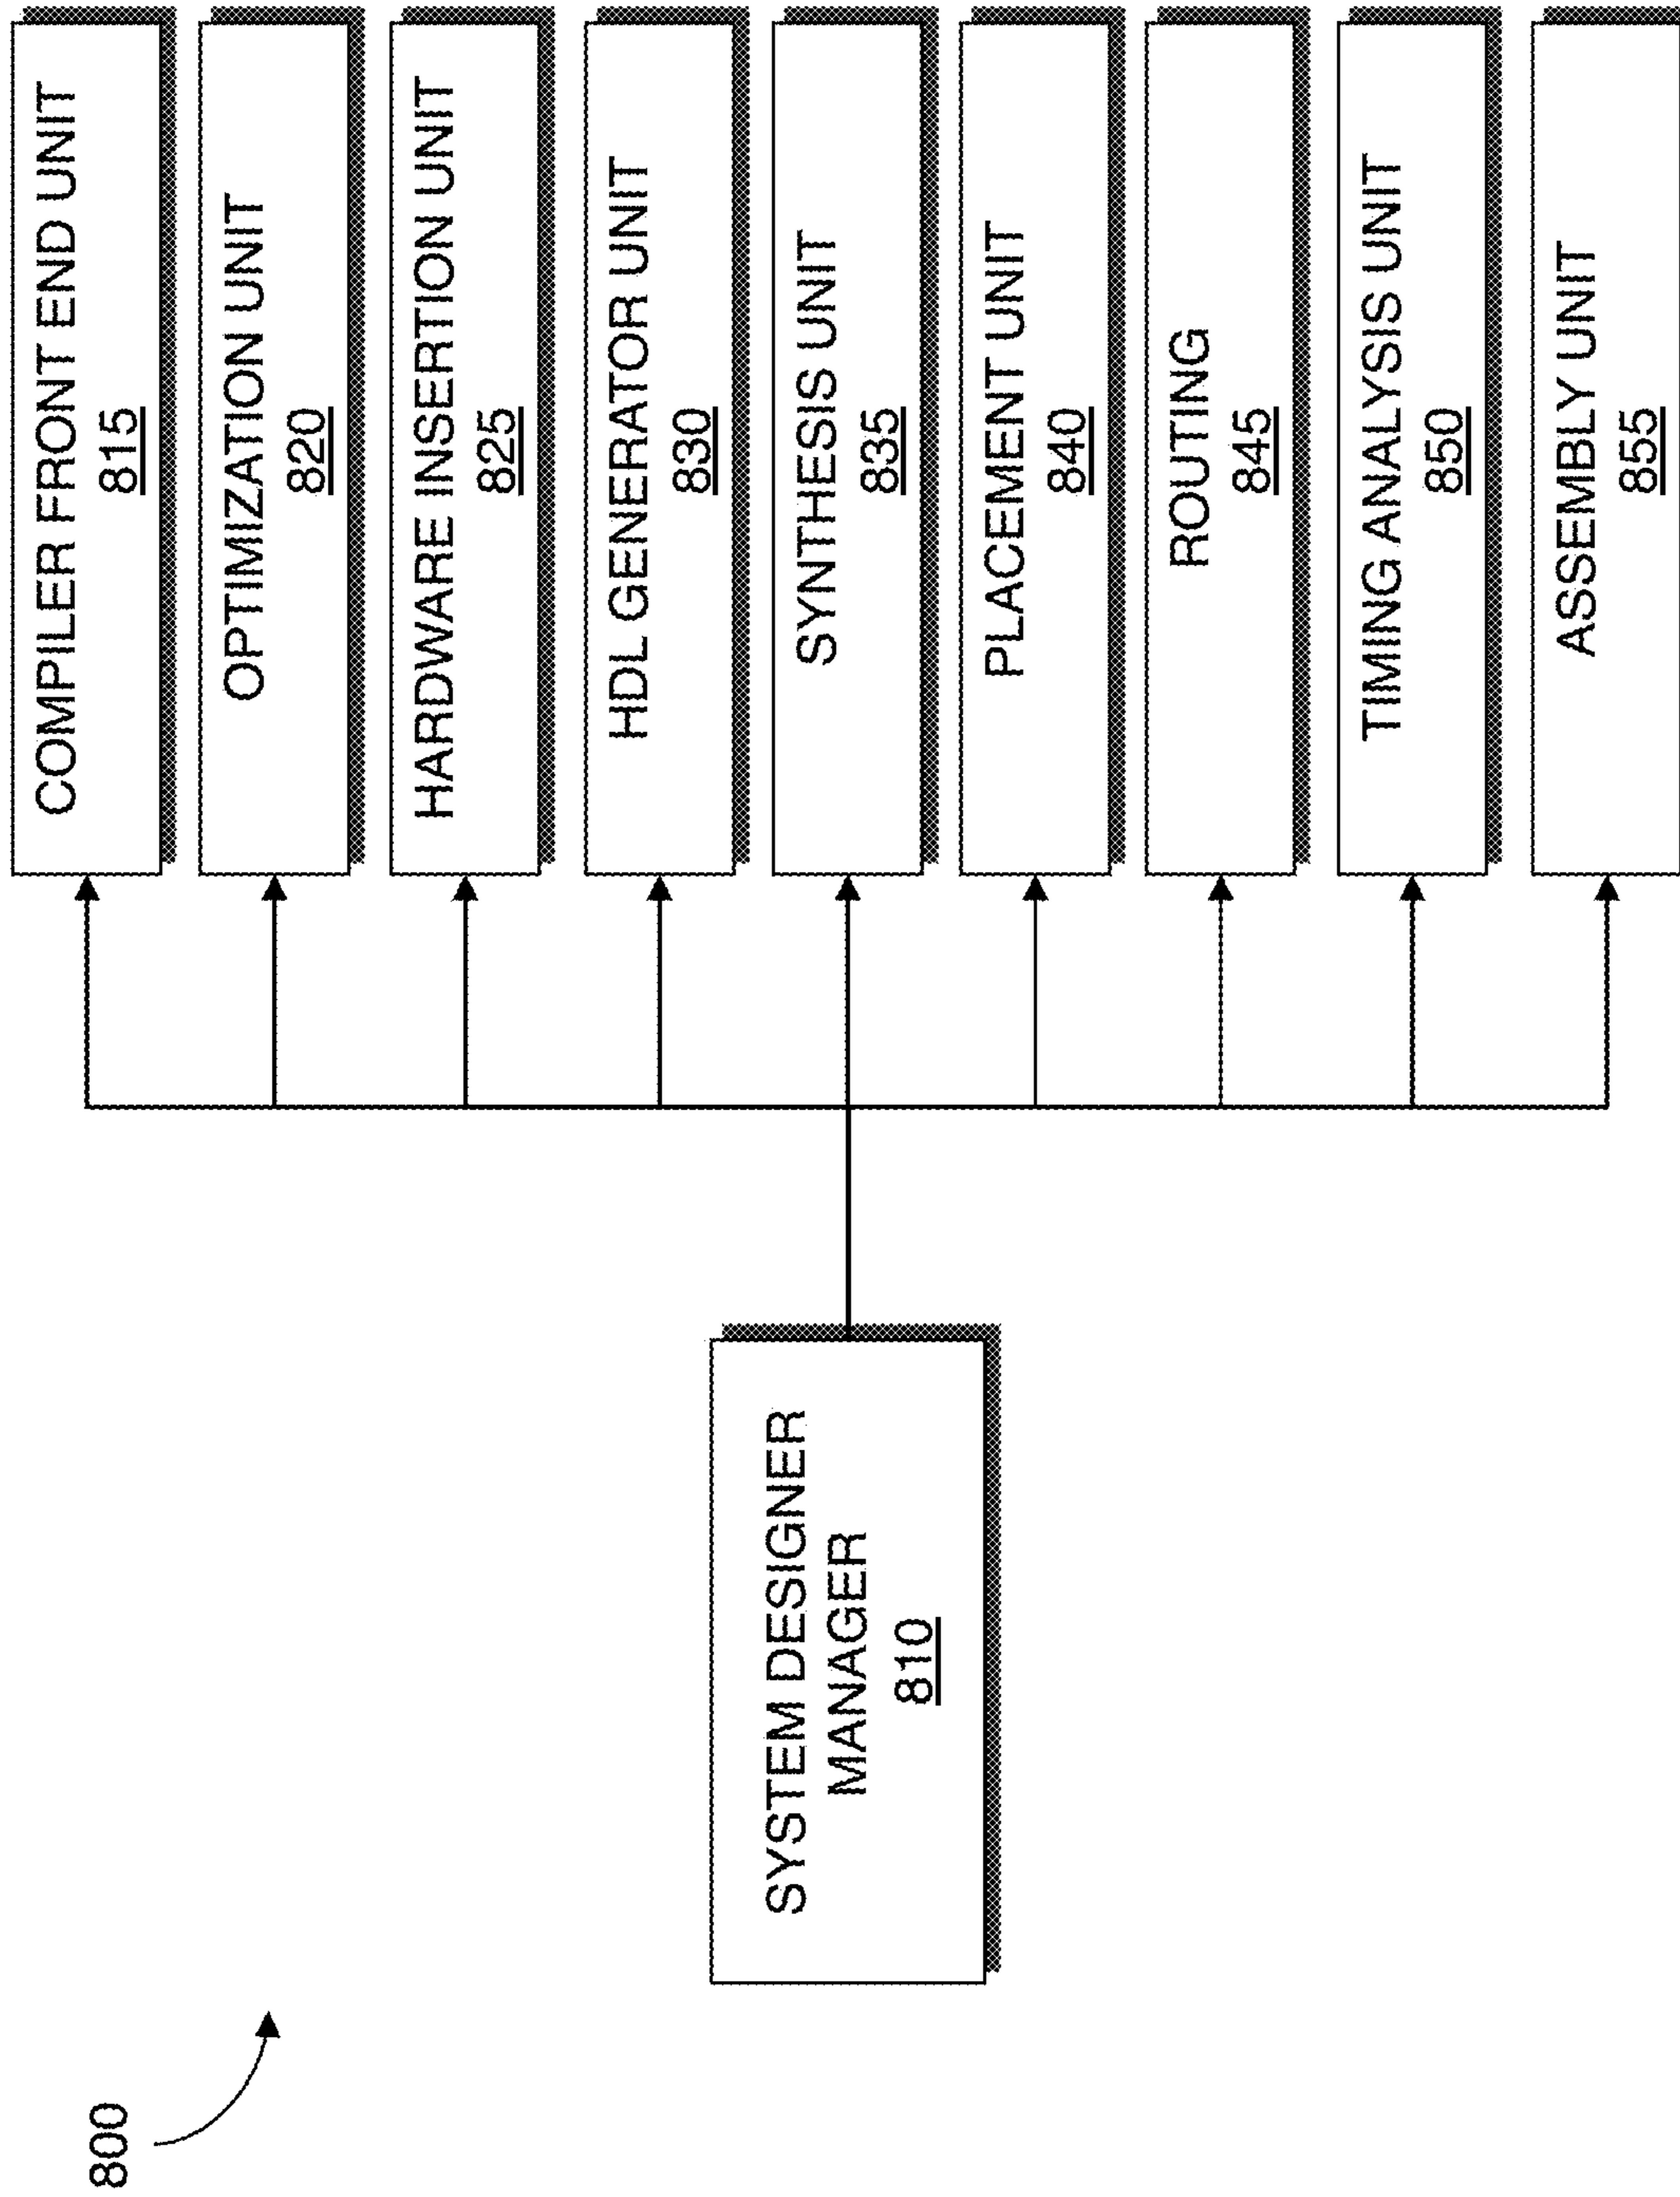 800
SYSTEM DESIGNER
MANAGER
810
COMPILER FRONT END UNIT
815
OPTIMIZATION UNIT
820
HARDWARE INSERTION UNIT
825
HDL GENERATOR UNIT
830
SYNTHESIS UNIT
835
PLACEMENT UNIT
840
ROUTING
845
TIMING ANALYSIS UNIT
850
ASSEMBLY UNIT
855